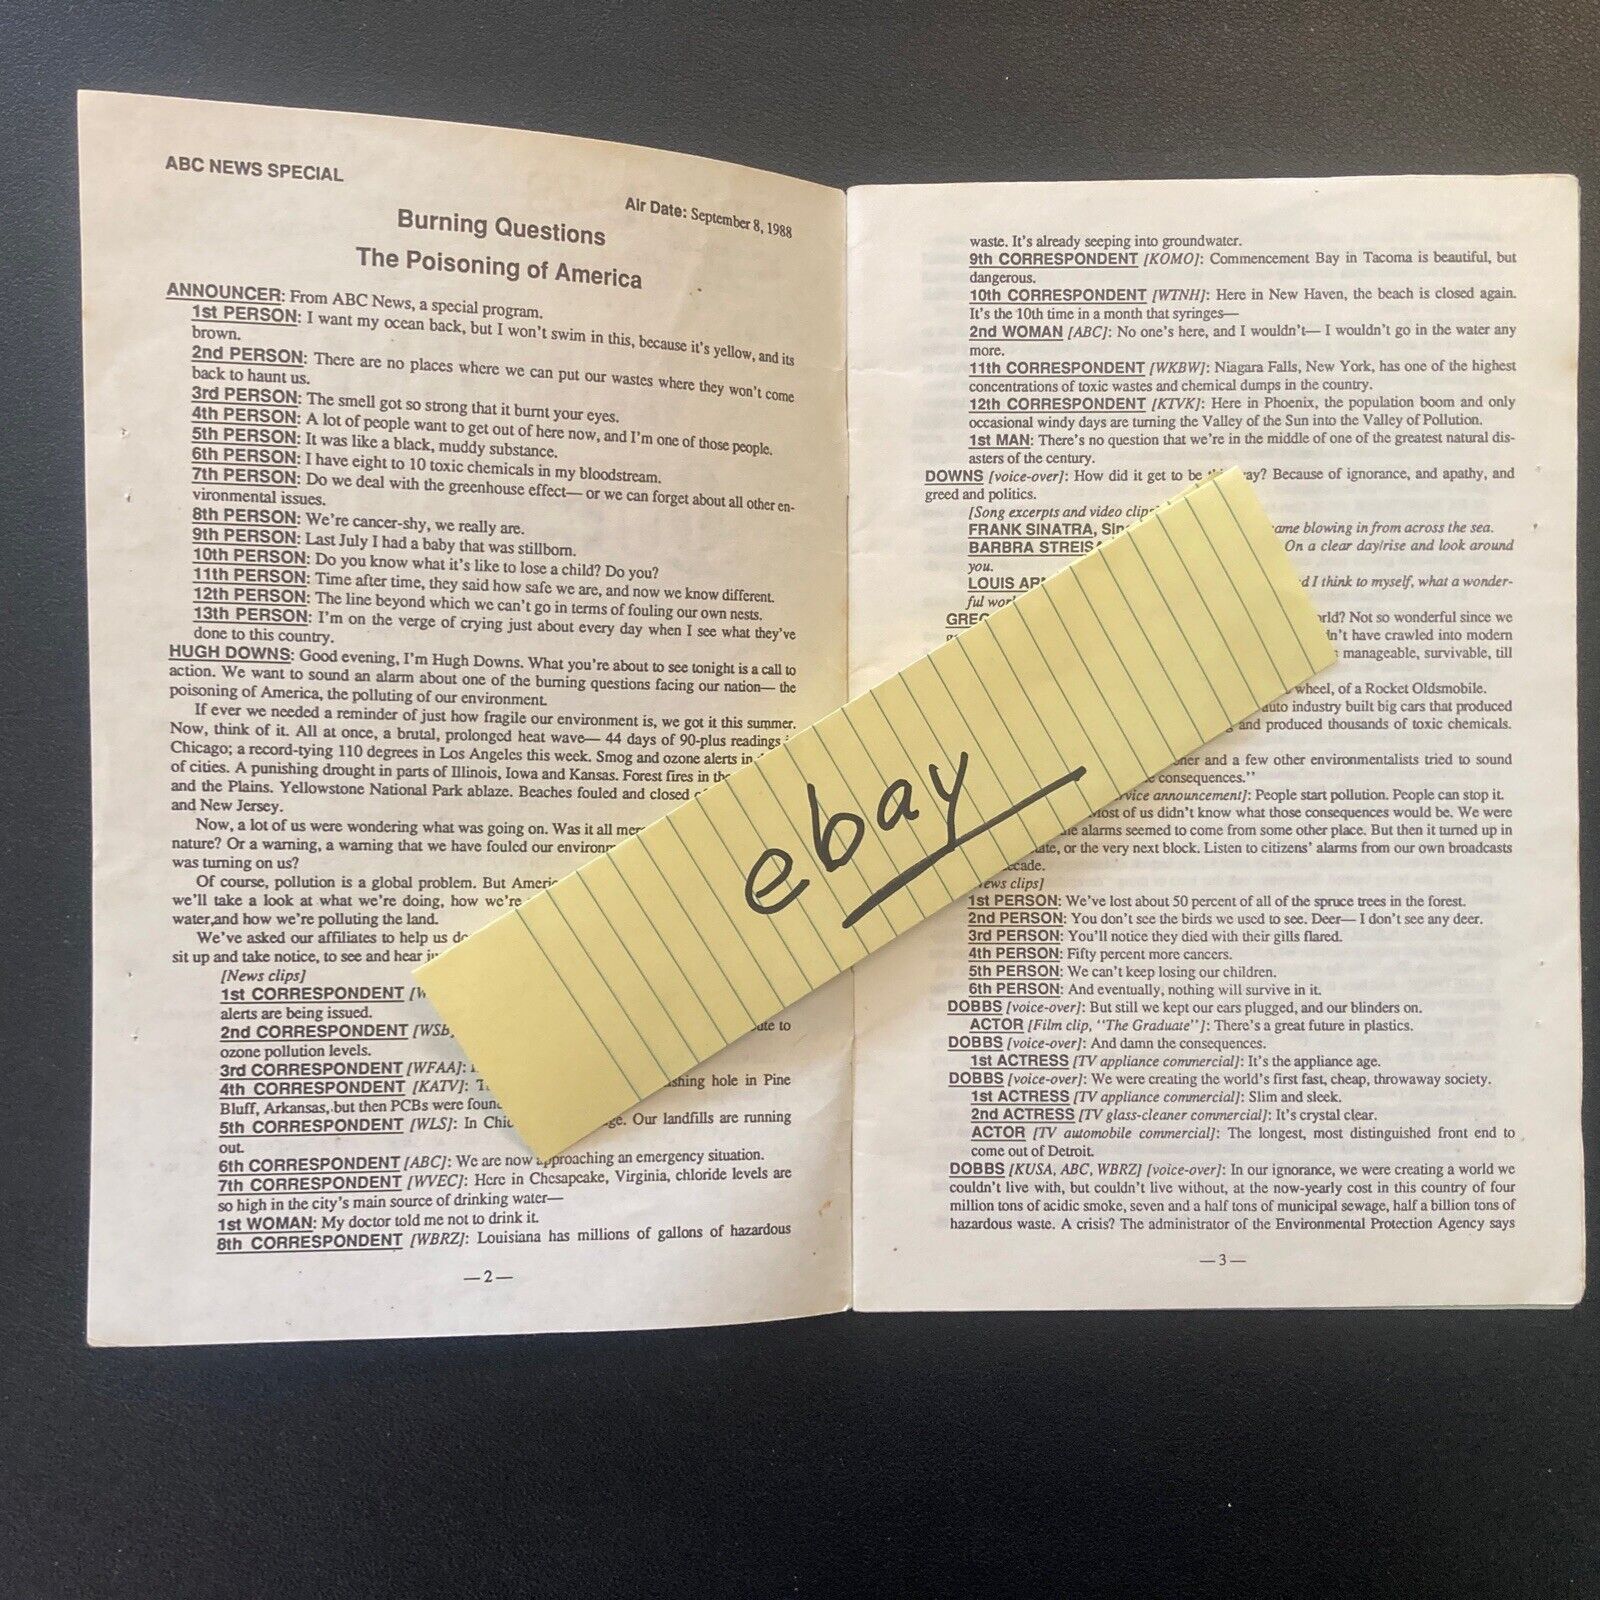 ABC NEWS SPECIAL
Air Date: September 8, 1988
Burning Questions
The Poisoning of America
ANNOUNCER: From ABC News, a special program.
1st PERSON: I want my ocean back, but I won't swim in this, because it's yellow, and its
brown.
2nd PERSON: There are no places where we can put our wastes where they won't come
back to haunt us.
3rd PERSON: The smell got so strong that it burnt your eyes.
4th PERSON: A lot of people want to get out of here now, and I'm one of those people.
5th PERSON: It was like a black, muddy substance.
6th PERSON: I have eight to 10 toxic chemicals in my bloodstream.
7th PERSON: Do we deal with the greenhouse effect— or we can forget about all other en-
vironmental issues.
8th PERSON: We're cancer-shy, we really are.
9th PERSON: Last July I had a baby that was stillborn.
10th PERSON: Do you know what it's like to lose a child? Do you?
11th PERSON: Time after time, they said how safe we are, and now we know different.
12th PERSON: The line beyond which we can't go in terms of fouling our own nests.
13th PERSON: I'm on the verge of crying just about every day when I see what they've
done to this country.
HUGH DOWNS: Good evening, I'm Hugh Downs. What you're about to see tonight is a call to
action. We want to sound an alarm about one of the burning questions facing our nation— the
poisoning of America, the polluting of our environment.
If ever we needed a reminder of just how fragile our environment is, we got it this summer.
Now, think of it. All at once, a brutal, prolonged heat wave— 44 days of 90-plus readings
Chicago; a record-tying 110 degrees in Los Angeles this week. Smog and ozone alerts in
of cities. A punishing drought in parts of Illinois, Iowa and Kansas. Forest fires in
and the Plains. Yellowstone National Park ablaze. Beaches fouled and closed
and New Jersey.
Now, a lot of us were wondering what was going on. Was it all
nature? Or a warning, a warning that we have fouled our
was turning on us?
Of course, pollution is a global problem. But
we'll take a look at what we're doing, how we're
water,and how we're polluting the land.
We've asked our affiliates to help us
sit up and take notice, to see and hear
[News clips]
1st CORRESPONDENT
alerts are being issued.
2nd CORRESPONDENT to
ozone pollution levels.
3rd CORRESPONDENT [WFAA]:
4th CORRESPONDENT [KATV]: hole in Pine
Bluff, Arkansas, but then PCBs were
5th CORRESPONDENT [WLS]: In Our landfills are running
out.
6th CORRESPONDENT [ABC]: We are now approaching an emergency situation.
7th CORRESPONDENT [WVEC]: Here in Chesapeake, Virginia, chloride levels are
so high in the city's main source of drinking water—
1st WOMAN: My doctor told me not to drink it.
8th CORRESPONDENT [WBRZ]: Louisiana has millions of gallons of hazardous
—2—
waste. It's already seeping into groundwater.
9th CORRESPONDENT [KOMO]: Commencement Bay in Tacoma is beautiful, but
dangerous.
10th CORRESPONDENT [WTNH]: Here in New Haven, the beach is closed again.
It's the 10th time in a month that syringes—
2nd WOMAN [ABC]: No one's here, and I wouldn't— I wouldn't go in the water any
more.
11th CORRESPONDENT [WKBW]: Niagara Falls, New York, has one of the highest
concentrations of toxic wastes and chemical dumps in the country.
12th CORRESPONDENT [KTVK]: Here in Phoenix, the population boom and only
occasional windy days are turning the Valley of the Sun into the Valley of Pollution.
1st MAN: There's no question that we're in the middle of one of the greatest natural dis-
asters of the century.
DOWNS [voice-over]: How did it get to be Because of ignorance, and apathy, and
greed and politics.
[Song excerpts and video
FRANK SINATRA, blowing in from across the sea.
BARBRA On a clear day/rise and look around
you.
LOUIS I think to myself, what a wonder-
ful
Not so wonderful since we
have crawled into modern
manageable, survivable, till
wheel, of a Rocket Oldsmobile.
auto industry built big cars that produced
and produced thousands of toxic chemicals.
and a few other environmentalists tried to sound
consequences."
announcement]: People start pollution. People can stop it.
Most of us didn't know what those consequences would be. We were
alarms seemed to come from some other place. But then it turned up in
or the very next block. Listen to citizens' alarms from our own broadcasts
clips]
1st PERSON: We've lost about 50 percent of all of the spruce trees in the forest.
2nd PERSON: You don't see the birds we used to see. Deer— I don't see any deer.
3rd PERSON: You'll notice they died with their gills flared.
4th PERSON: Fifty percent more cancers.
5th PERSON: We can't keep losing our children.
6th PERSON: And eventually, nothing will survive in it.
DOBBS [voice-over]: But still we kept our ears plugged, and our blinders on.
ACTOR [Film clip, "The Graduate"]: There's a great future in plastics.
DOBBS [voice-over]: And damn the consequences.
1st ACTRESS [TV appliance commercial]: It's the appliance age.
DOBBS [voice-over]: We were creating the world's first fast, cheap, throwaway society.
1st ACTRESS [TV appliance commercial]: Slim and sleek.
2nd ACTRESS [TV glass-cleaner commercial]: It's crystal clear.
ACTOR [TV automobile commercial]: The longest, most distinguished front end to
come out of Detroit.
DOBBS [KUSA, ABC, WBRZ] [voice-over]: In our ignorance, we were creating a world we
couldn't live with, but couldn't live without, at the now-yearly cost in this country of four
million tons of acidic smoke, seven and a half tons of municipal sewage, half a billion tons of
hazardous waste. A crisis? The administrator of the Environmental Protection Agency says
—3—
ebay